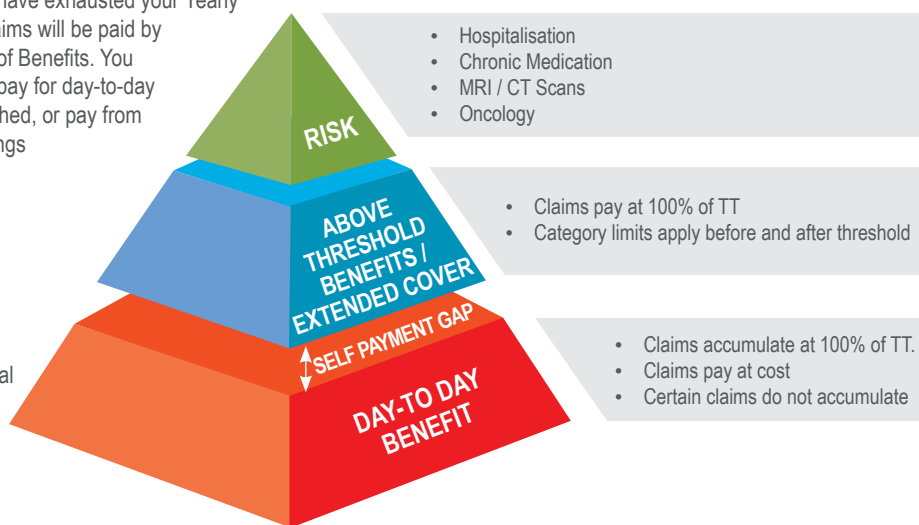 have exhausted your Yearly
aims will be paid by
of Benefits. You
pay for day-to-day
hed, or pay from
ngs
al
RISK
• Hospitalisation
• Chronic Medication
• MRI / CT Scans
• Oncology
ABOVE
THRESHOLD
BENEFITS /
EXTENDED COVER
• Claims pay at 100% of TT
• Category limits apply before and after threshold
SELF PAYMENT GAP
DAY-TO DAY
BENEFIT
• Claims accumulate at 100% of TT.
• Claims pay at cost
• Certain claims do not accumulate